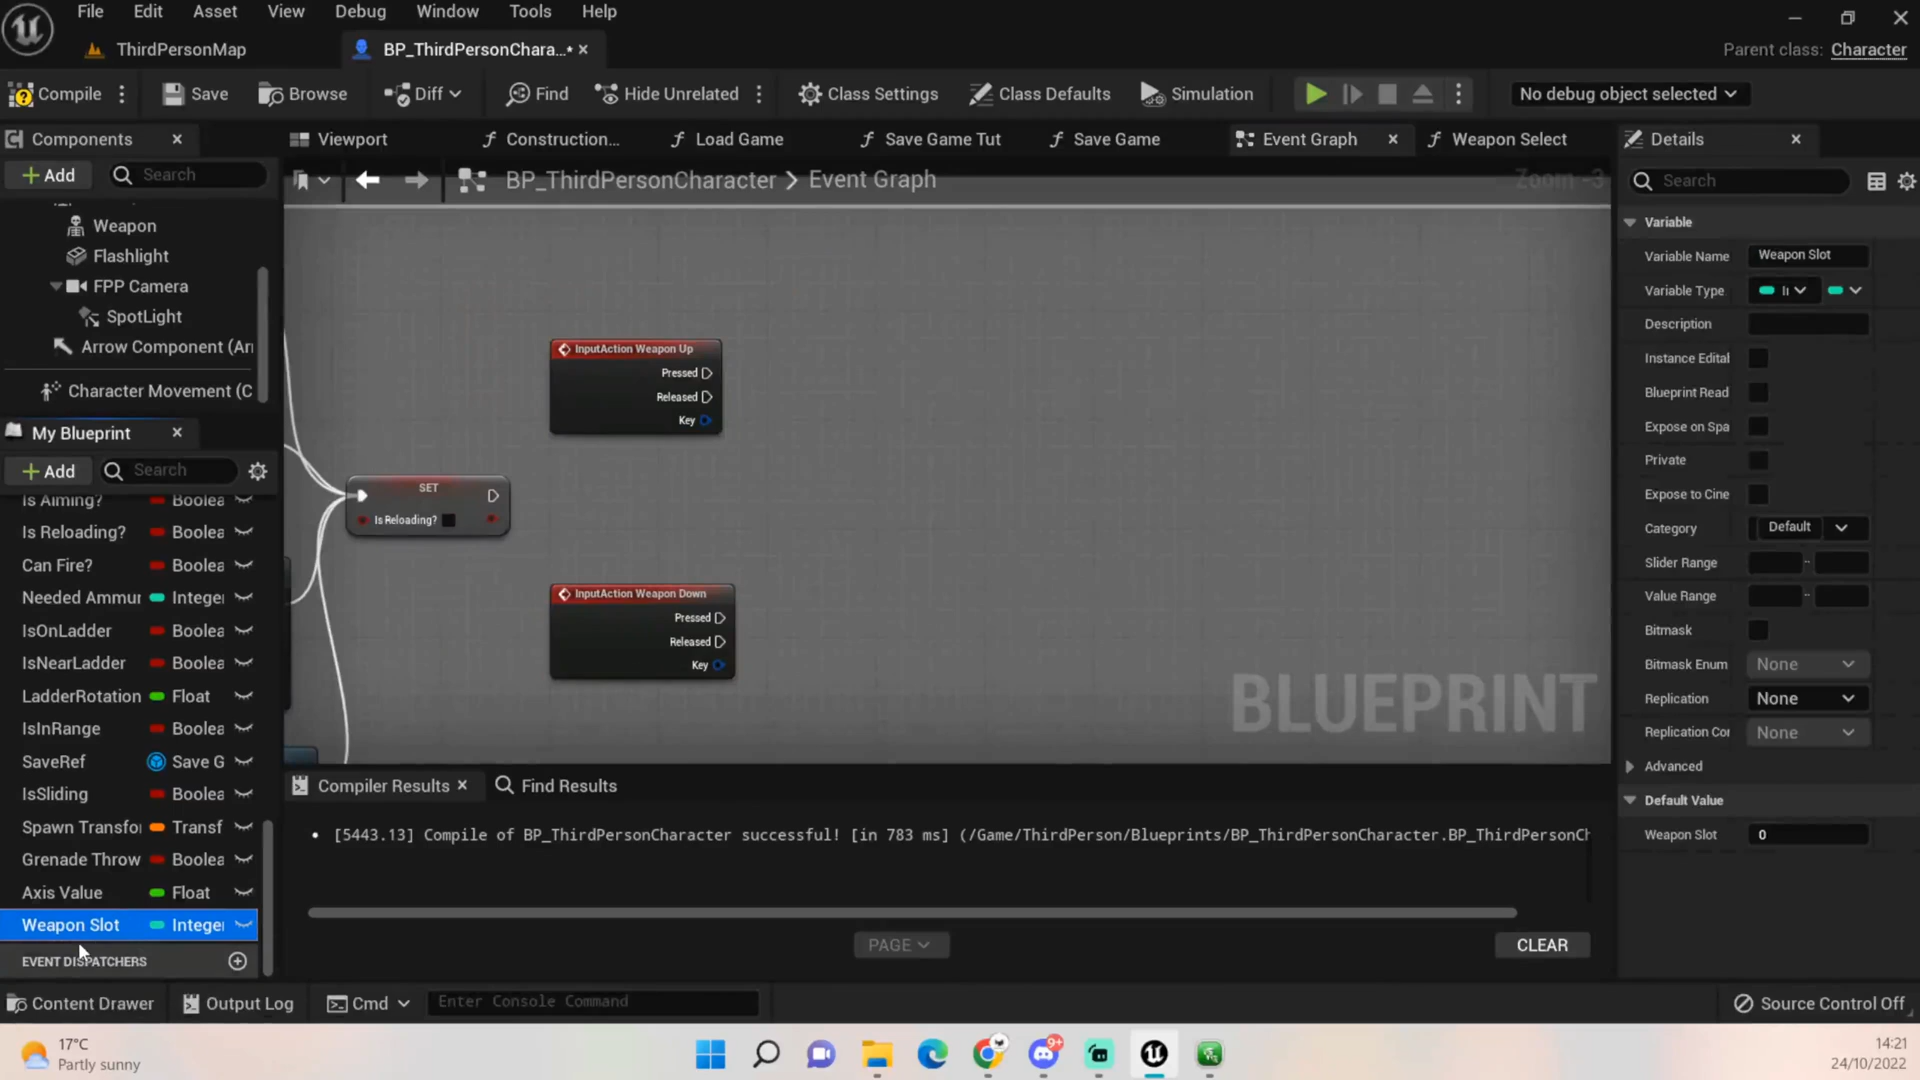 File Edit Asset View Debug Window Tools Help
ThirdPersonMap
BP_ThirdPersonChara...*
Parent class: Character
Compile
Save
Browse
Diff
Find
Hide Unrelated
Class Settings
Class Defaults
Simulation
No debug object selected
Components
Viewport
Construction...
Load Game
Save Game Tut
Save Game
Event Graph
Weapon Select
Details
+ Add
Search
BP_ThirdPersonCharacter > Event Graph
Zoom -3
Search
Variable
Weapon
Flashlight
FPP Camera
SpotLight
Arrow Component (Arr
Character Movement (C
Variable Name
Weapon Slot
Variable Type
Description
Instance Editab
Blueprint Read
Expose on Spa
Private
Expose to Cine
Category
Default
Slider Range
Value Range
Bitmask
Bitmask Enum
None
Replication
None
Replication Cor
None
Advanced
Default Value
Weapon Slot
0
InputAction Weapon Up
Pressed
Released
Key
SET
Is Reloading?
InputAction Weapon Down
Pressed
Released
Key
BLUEPRINT
My Blueprint
+ Add
Search
Is Aiming? Boolea
Is Reloading? Boolea
Can Fire? Boolea
Needed Ammun Integer
IsOnLadder Boolea
IsNearLadder Boolea
LadderRotation Float
IsInRange Boolea
SaveRef Save G
IsSliding Boolea
Spawn Transfo Transf
Grenade Throw Boolea
Axis Value Float
Weapon Slot Integer
EVENT DISPATCHERS
Compiler Results
Find Results
• [5443.13] Compile of BP_ThirdPersonCharacter successful! [in 783 ms] (/Game/ThirdPerson/Blueprints/BP_ThirdPersonCharacter.BP_ThirdPersonCh
PAGE
CLEAR
Content Drawer
Output Log
Cmd
Enter Console Command
Source Control Off
17°C
Partly sunny
9+
14:21
24/10/2022